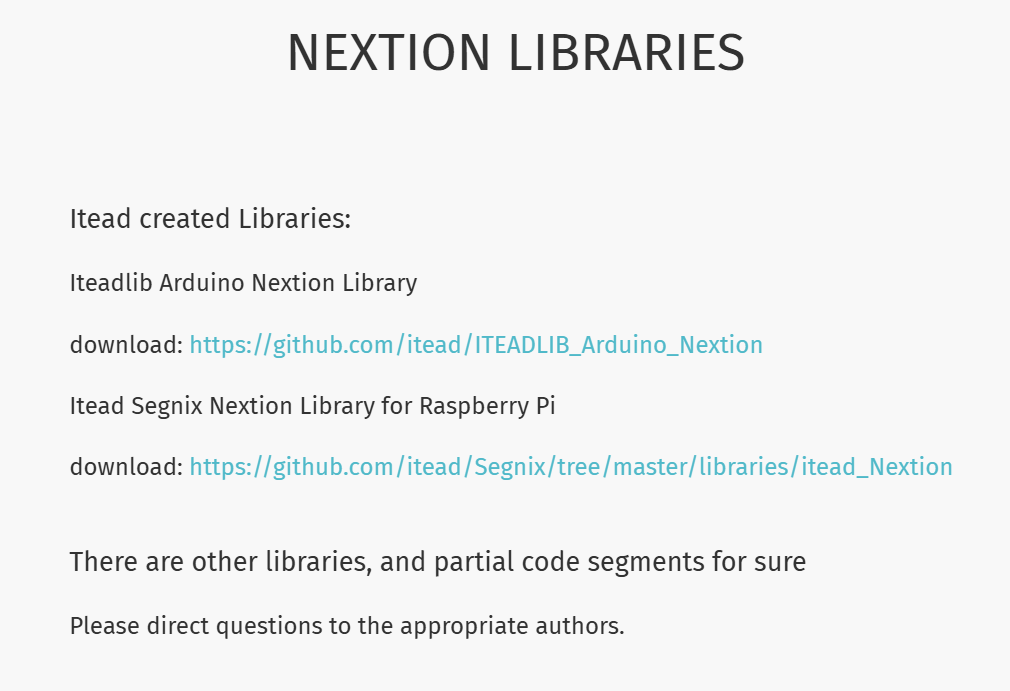 NEXTION LIBRARIES
Itead created Libraries:
Iteadlib Arduino Nextion Library
download: https://github.com/itead/ITEADLIB_Arduino_Nextion
Itead Segnix Nextion Library for Raspberry Pi
download: https://github.com/itead/Segnix/tree/master/libraries/itead_Nextion
There are other libraries, and partial code segments for sure
Please direct questions to the appropriate authors.